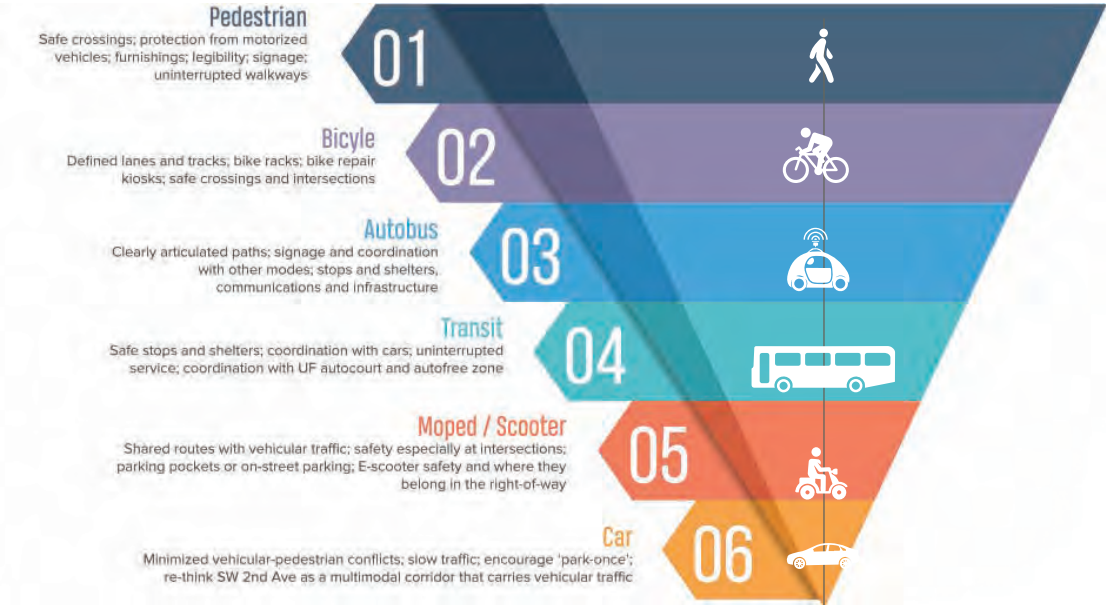 Pedestrian
Safe crossings; protection from motorized
vehicles; furnishings; legibility; signage;
uninterrupted walkways
01
Bicyle
Defined lanes and tracks; bike racks; bike repair
kiosks; safe crossings and intersections
02
Autobus
Clearly articulated paths; signage and coordination
with other modes; stops and shelters,
communications and infrastructure
03
Transit
Safe stops and shelters; coordination with cars; uninterrupted
service; coordination with UF autocourt and autofree zone
04
Moped / Scooter
Shared routes with vehicular traffic; safety especially at intersections;
parking pockets or on-street parking; E-scooter safety and where they
belong in the right-of-way
05
Car
Minimized vehicular-pedestrian conflicts; slow traffic; encourage 'park-once';
re-think SW 2nd Ave as a multimodal corridor that carries vehicular traffic
06